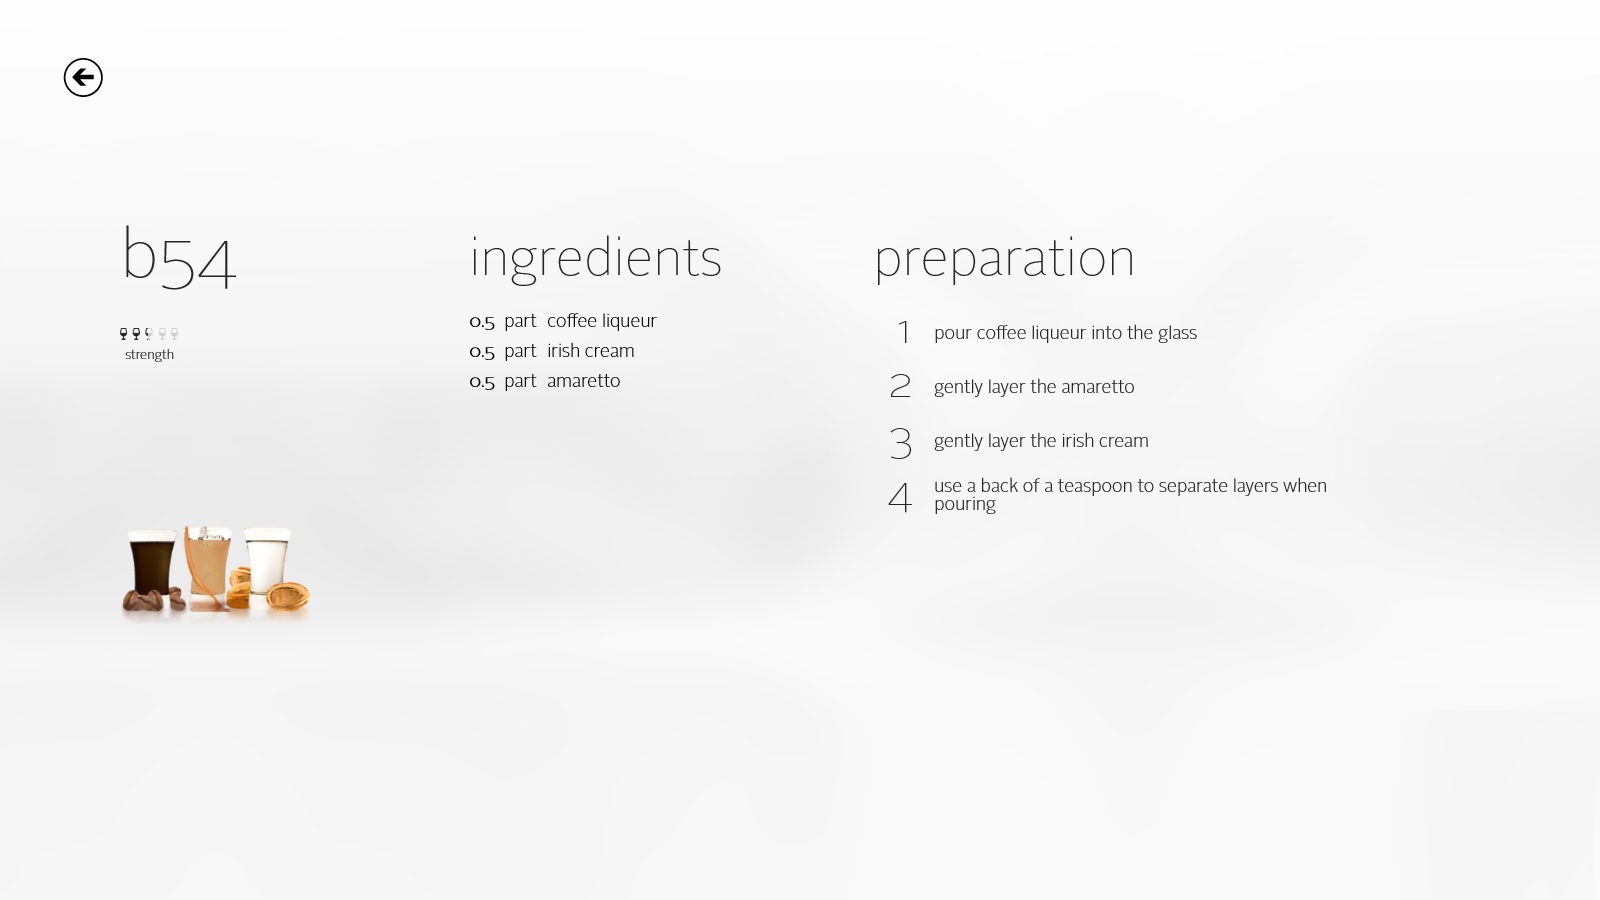 b54
strength
ingredients
0.5 part coffee liqueur
0.5 part irish cream
0.5 part amaretto
preparation
1 pour coffee liqueur into the glass
2 gently layer the amaretto
3 gently layer the irish cream
4 use a back of a teaspoon to separate layers when
pouring